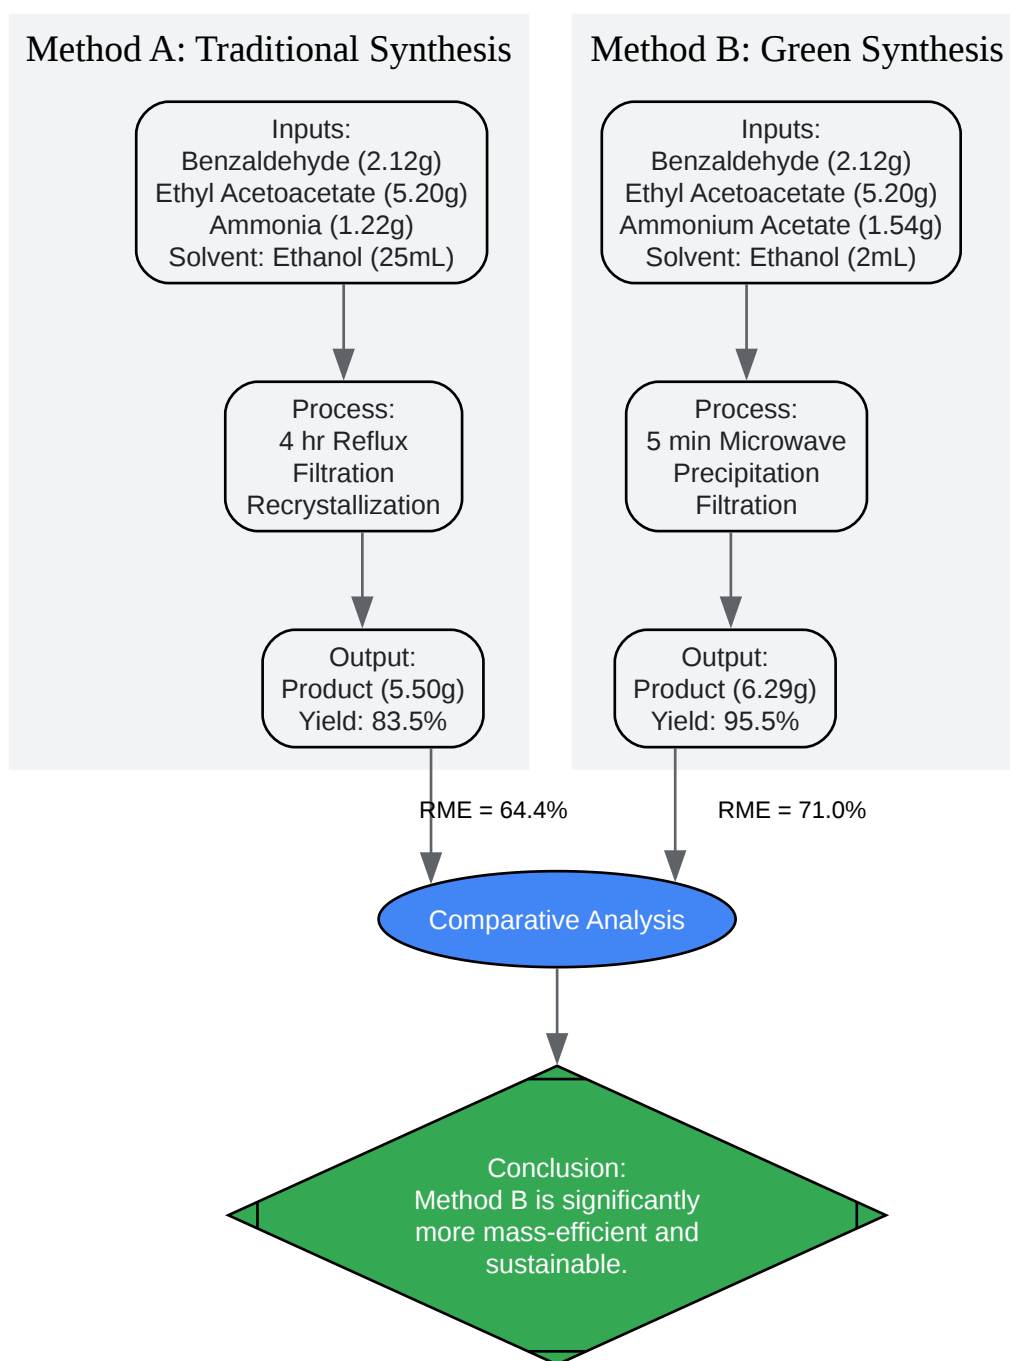 Method A: Traditional Synthesis
Inputs:
Benzaldehyde (2.12g)
Ethyl Acetoacetate (5.20g)
Ammonia (1.22g)
Solvent: Ethanol (25mL)
Process:
4 hr Reflux
Filtration
Recrystallization
Output:
Product (5.50g)
Yield: 83.5%
RME = 64.4%
Method B: Green Synthesis
Inputs:
Benzaldehyde (2.12g)
Ethyl Acetoacetate (5.20g)
Ammonium Acetate (1.54g)
Solvent: Ethanol (2mL)
Process:
5 min Microwave
Precipitation
Filtration
Output:
Product (6.29g)
Yield: 95.5%
RME = 71.0%
Comparative Analysis
Conclusion:
Method B is significantly
more mass-efficient and
sustainable.